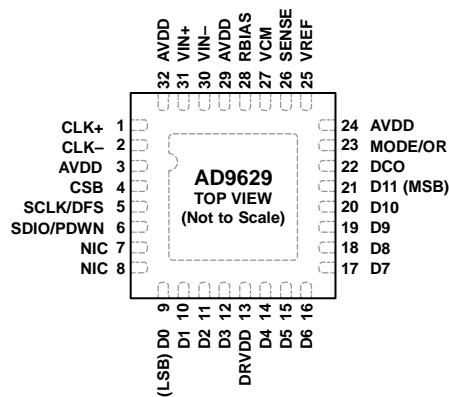 32 AVDD
31 VIN+
30 VIN–
29 AVDD
28 RBIAS
27 VCM
26 SENSE
25 VREF
CLK+ 1
CLK– 2
AVDD 3
CSB 4
SCLK/DFS 5
SDIO/PDWN 6
NIC 7
NIC 8
AD9629
TOP VIEW
(Not to Scale)
24 AVDD
23 MODE/OR
22 DCO
21 D11 (MSB)
20 D10
19 D9
18 D8
17 D7
(LSB) D0 9
D1 10
D2 11
D3 12
DRVDD 13
D4 14
D5 15
D6 16